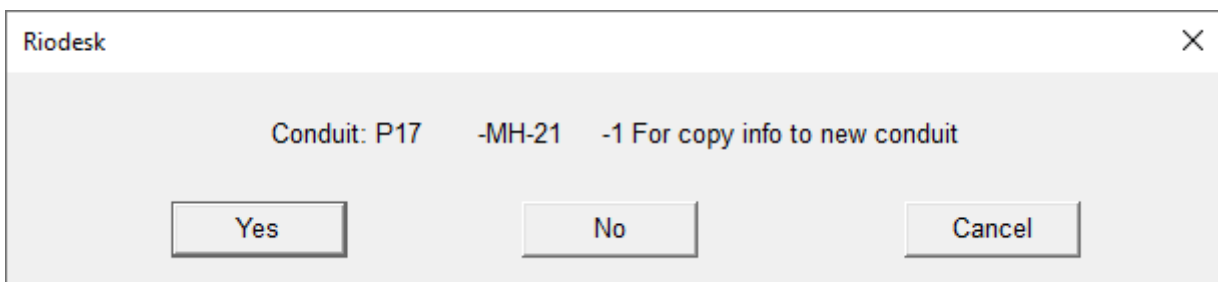 Riodesk
Conduit: P17 -MH-21 -1 For copy info to new conduit
Yes No Cancel